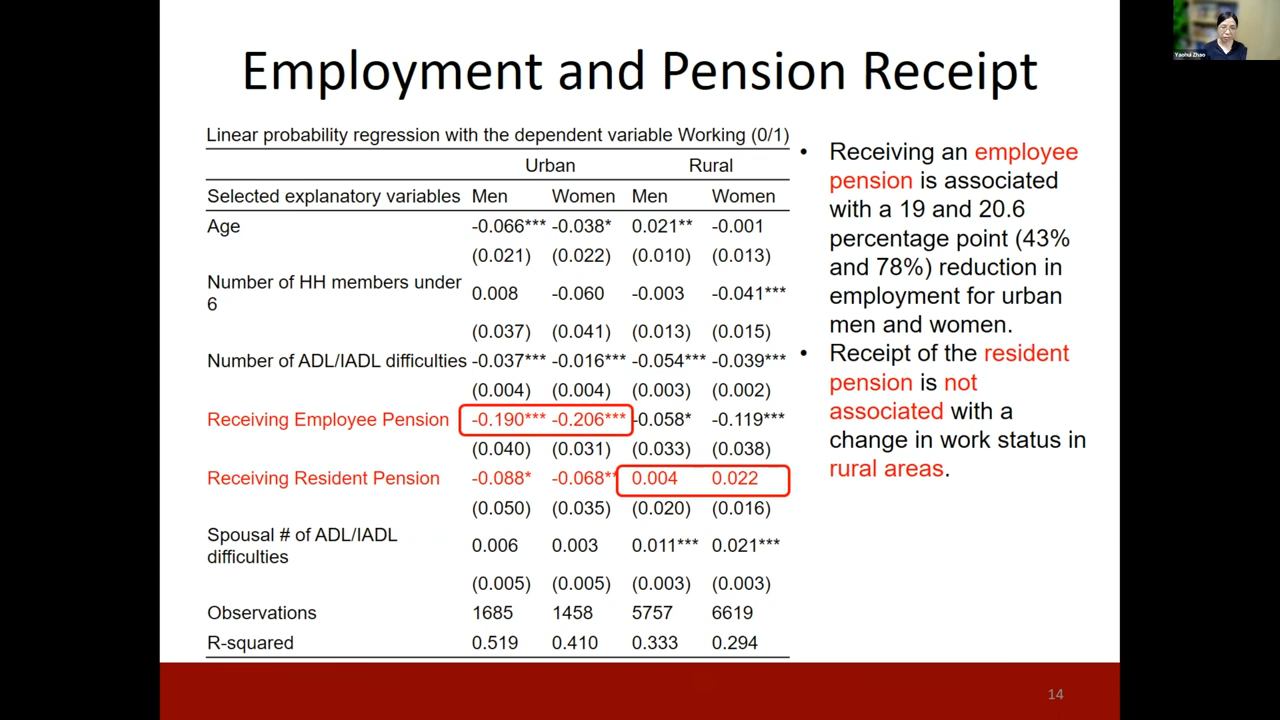 Employment and Pension Receipt
Yaohui Zhao
Linear probability regression with the dependent variable Working (0/1)
Urban Rural
Selected explanatory variables Men Women Men Women
Age -0.066*** -0.038* 0.021** -0.001
(0.021) (0.022) (0.010) (0.013)
Number of HH members under
6 0.008 -0.060 -0.003 -0.041***
(0.037) (0.041) (0.013) (0.015)
Number of ADL/IADL difficulties -0.037*** -0.016*** -0.054*** -0.039***
(0.004) (0.004) (0.003) (0.002)
Receiving Employee Pension -0.190*** -0.206*** -0.058* -0.119***
(0.040) (0.031) (0.033) (0.038)
Receiving Resident Pension -0.088* -0.068** 0.004 0.022
(0.050) (0.035) (0.020) (0.016)
Spousal # of ADL/IADL
difficulties 0.006 0.003 0.011*** 0.021***
(0.005) (0.005) (0.003) (0.003)
Observations 1685 1458 5757 6619
R-squared 0.519 0.410 0.333 0.294
• Receiving an employee
pension is associated
with a 19 and 20.6
percentage point (43%
and 78%) reduction in
employment for urban
men and women.
• Receipt of the resident
pension is not
associated with a
change in work status in
rural areas.
14